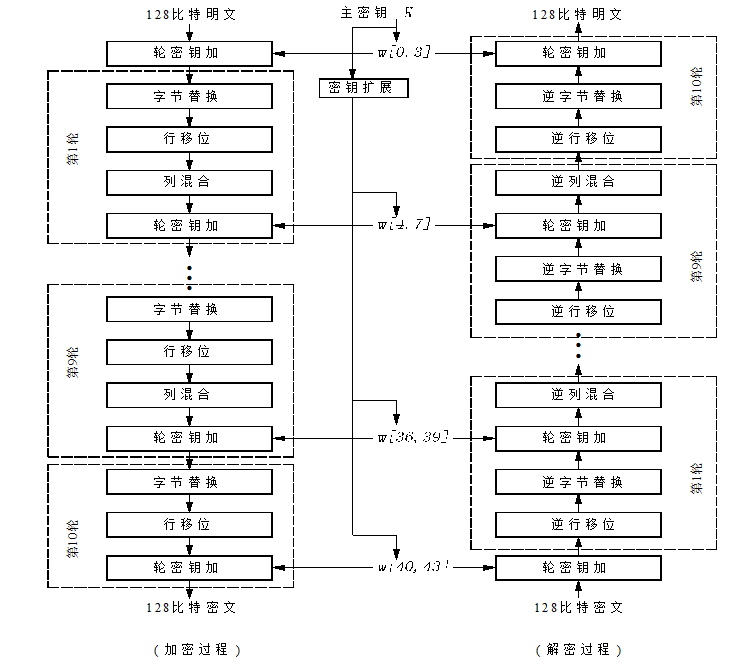 128比特明文
轮密钥加
第1轮
字节替换
行移位
列混合
轮密钥加
第9轮
字节替换
行移位
列混合
轮密钥加
第10轮
字节替换
行移位
轮密钥加
128比特密文
(加密过程)
主密钥 K
密钥扩展
w[0,3]
w[4,7]
w[36,39]
w[40,43]
128比特明文
轮密钥加
逆字节替换
逆行移位
第10轮
逆列混合
轮密钥加
逆字节替换
逆行移位
第9轮
逆列混合
轮密钥加
逆字节替换
逆行移位
第1轮
轮密钥加
128比特密文
(解密过程)